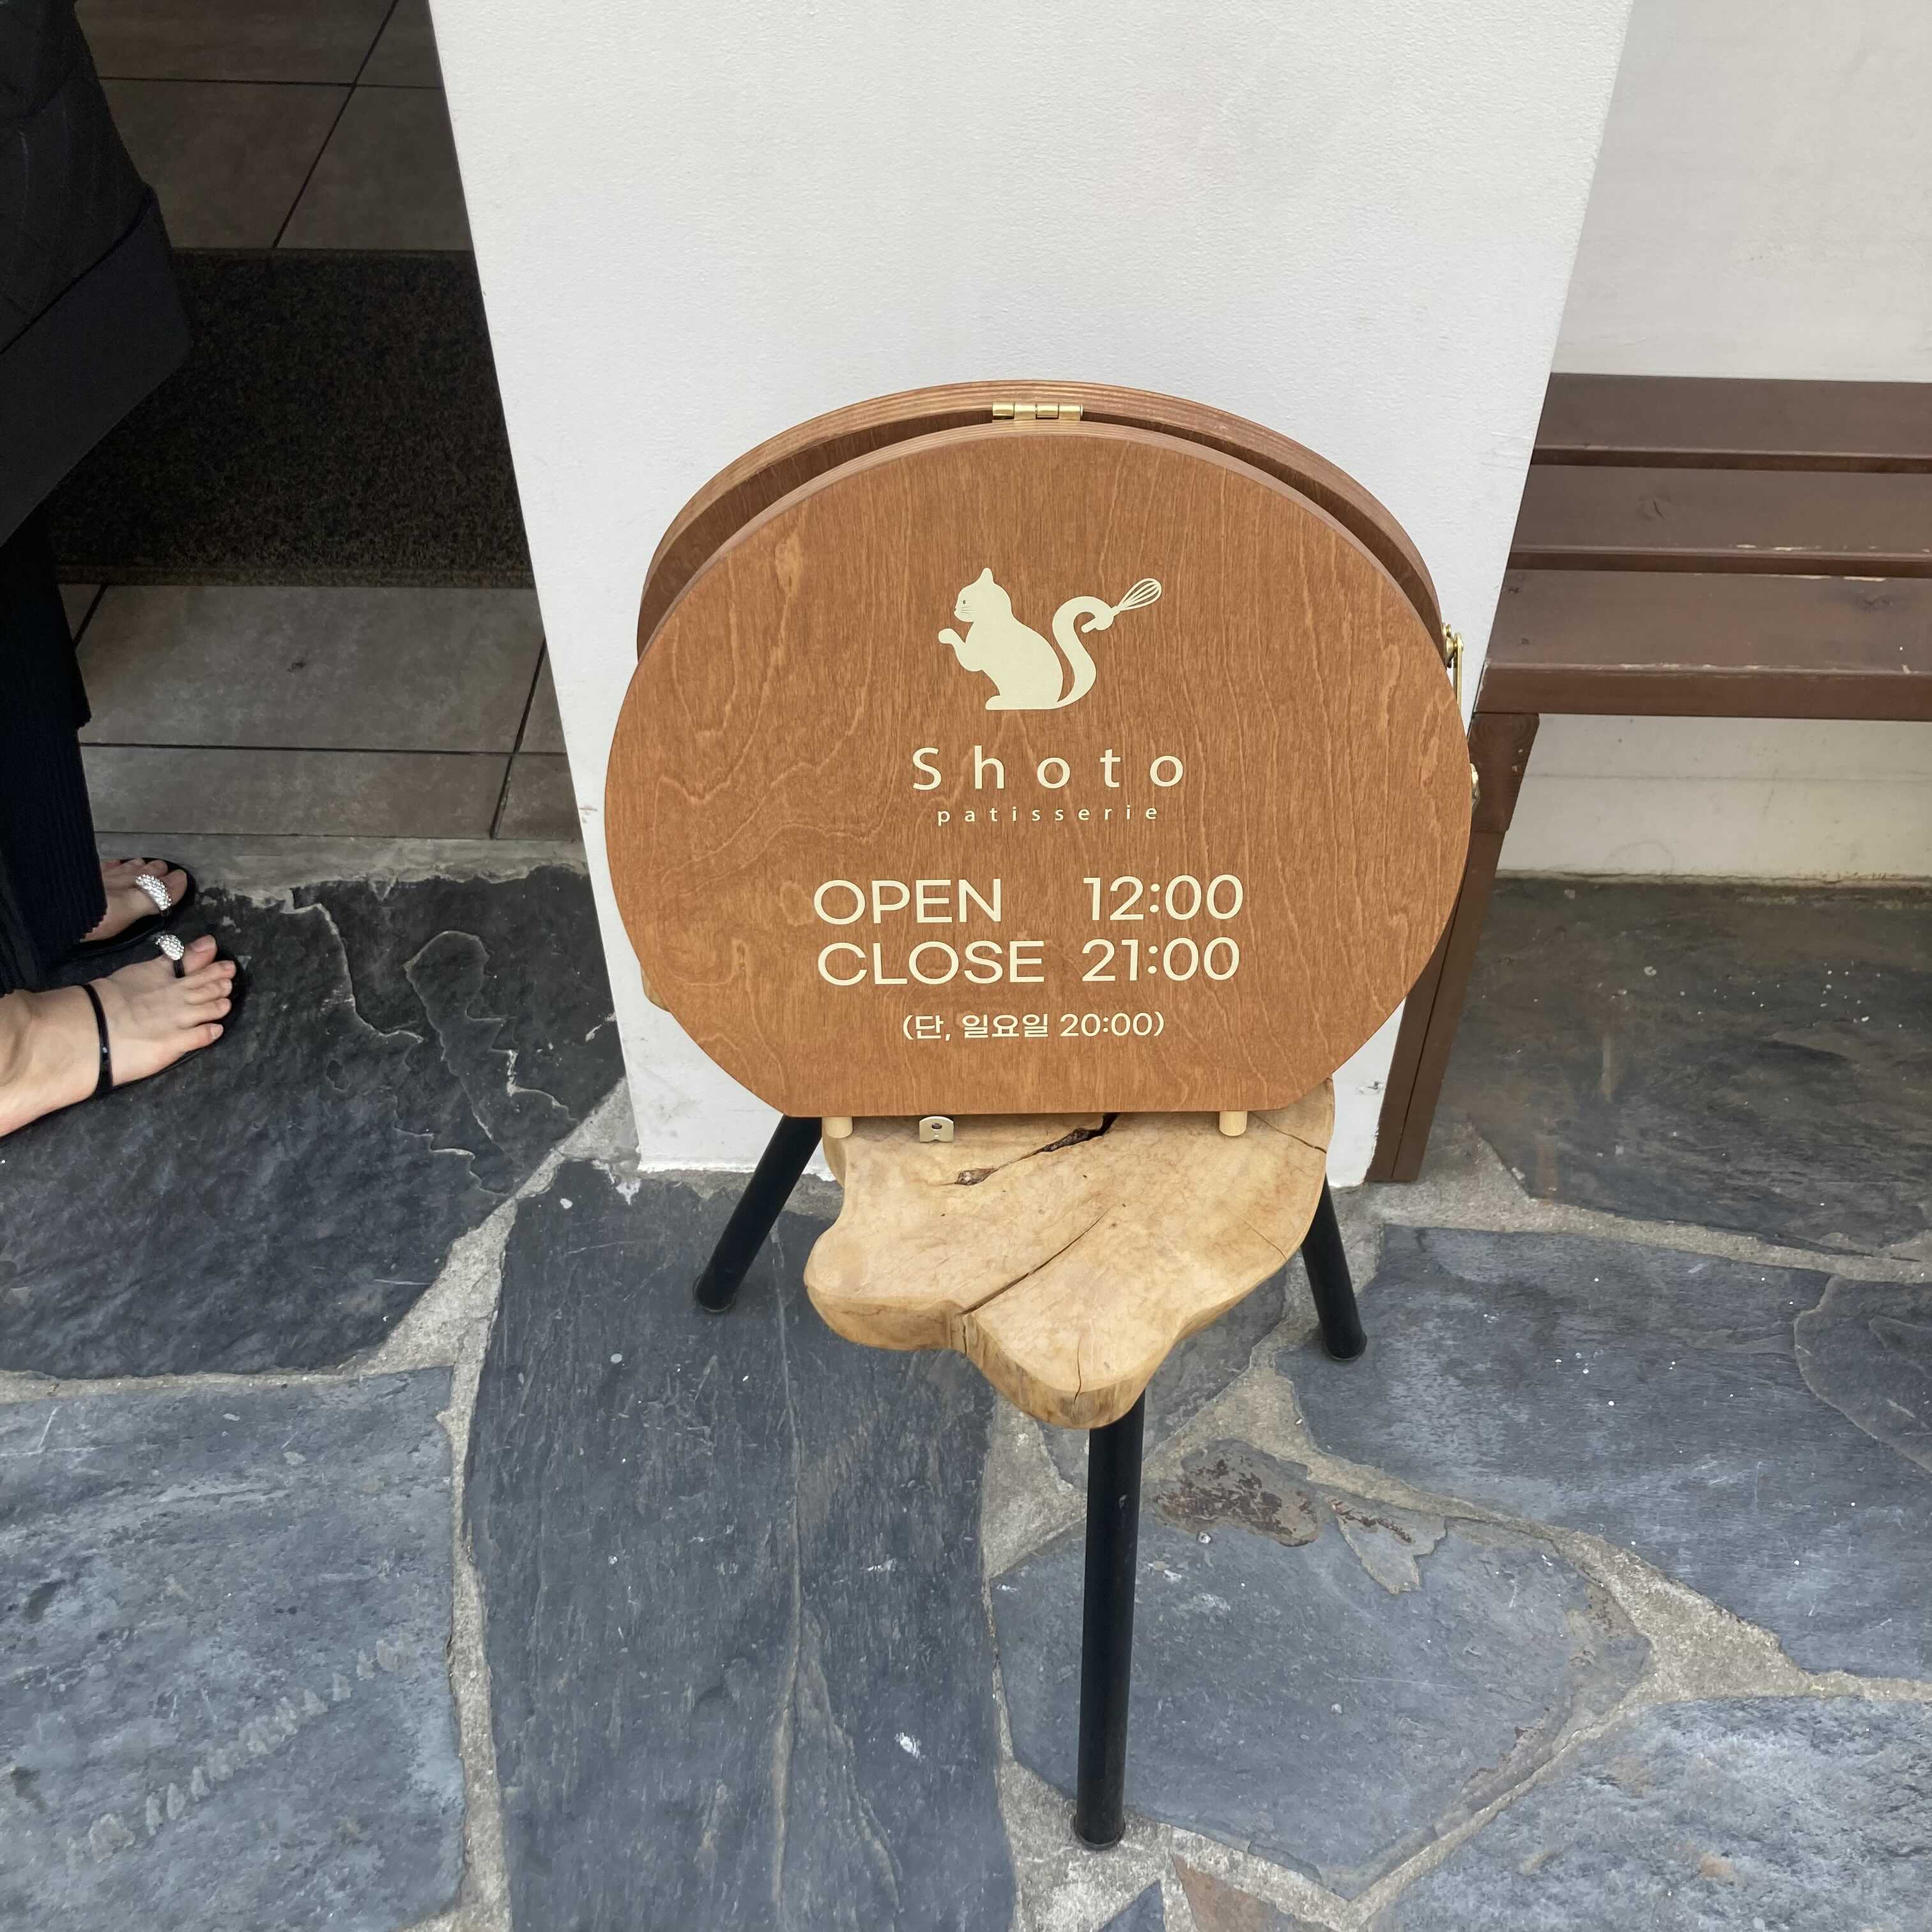 Shoto
patisserie
OPEN 12:00
CLOSE 21:00
(단, 일요일 20:00)